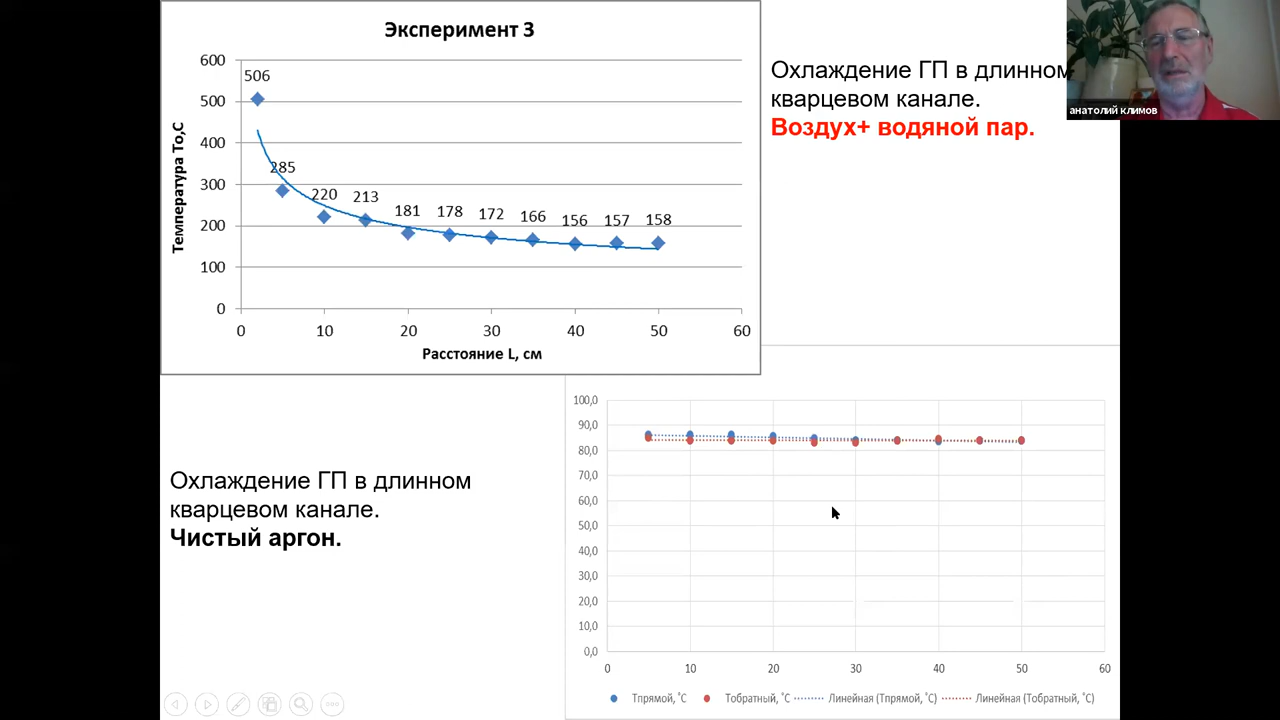 Эксперимент 3
600
500
400
300
200
100
0
Температура То,С
506
285
220
213
181
178
172
166
156
157
158
0 10 20 30 40 50 60
Расстояние L, см
Охлаждение ГП в длинном
кварцевом канале.
Воздух+ водяной пар.
анатолий климов
Охлаждение ГП в длинном
кварцевом канале.
Чистый аргон.
100,0
90,0
80,0
70,0
60,0
50,0
40,0
30,0
20,0
10,0
0,0
0 10 20 30 40 50 60
Тпрямой, ˚С Тобратный, ˚С Линейная (Тпрямой, ˚С) Линейная (Тобратный, ˚С)